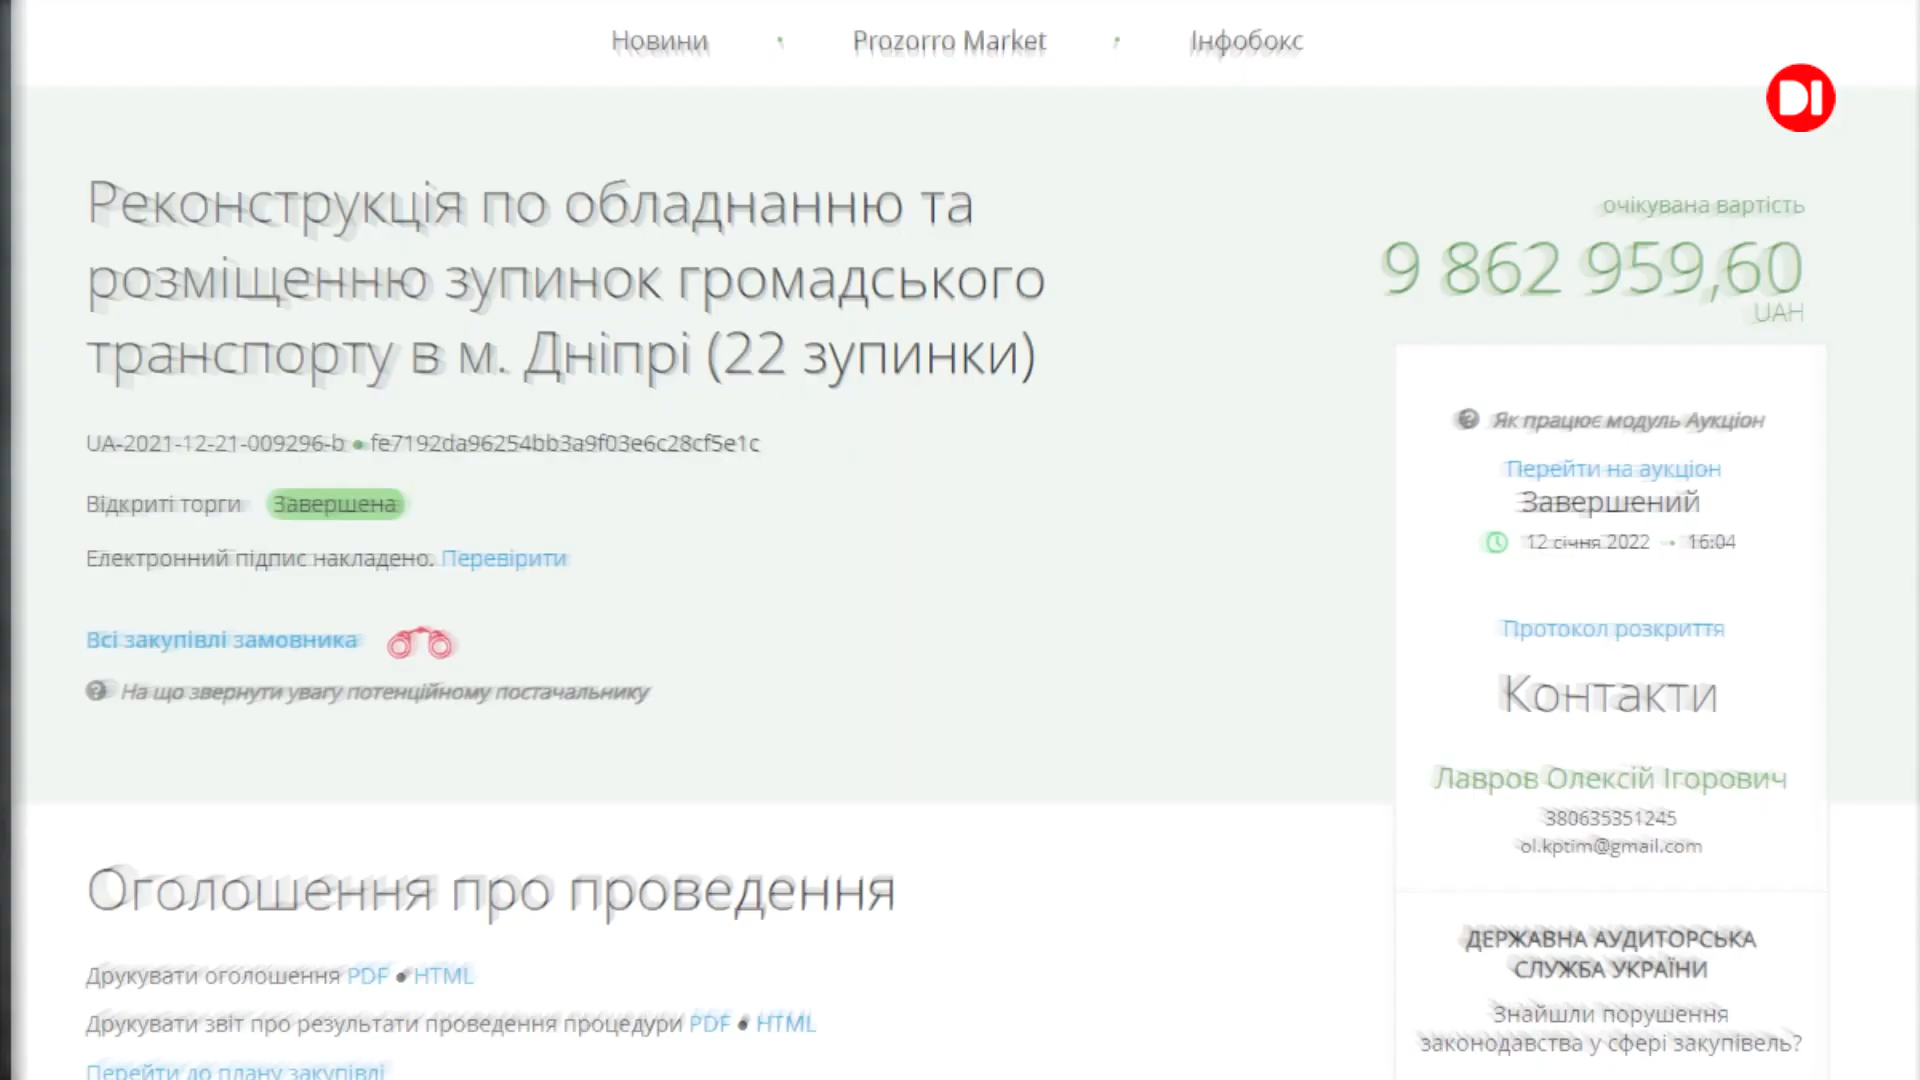 Новини • Prozorro Market • Інфобокс
DI
Реконструкція по обладнанню та
розміщенню зупинок громадського
транспорту в м. Дніпрі (22 зупинки)
UA-2021-12-21-009296-b ● fe7192da96254bb3a9f03e6c28cf5e1c
Відкриті торги Завершена
Електронний підпис накладено. Перевірити
Всі закупівлі замовника
На що звернути увагу потенційному постачальнику
очікувана вартість
9 862 959,60
UAH
Як працює модуль Аукціон
Перейти на аукціон
Завершений
12 січня 2022 • 16:04
Протокол розкриття
Контакти
Лавров Олексій Ігорович
380635351245
ol.kptim@gmail.com
ДЕРЖАВНА АУДИТОРСЬКА
СЛУЖБА УКРАЇНИ
Знайшли порушення
законодавства у сфері закупівель?
Оголошення про проведення
Друкувати оголошення PDF ● HTML
Друкувати звіт про результати проведення процедури PDF ● HTML
Перейти до плану закупівлі